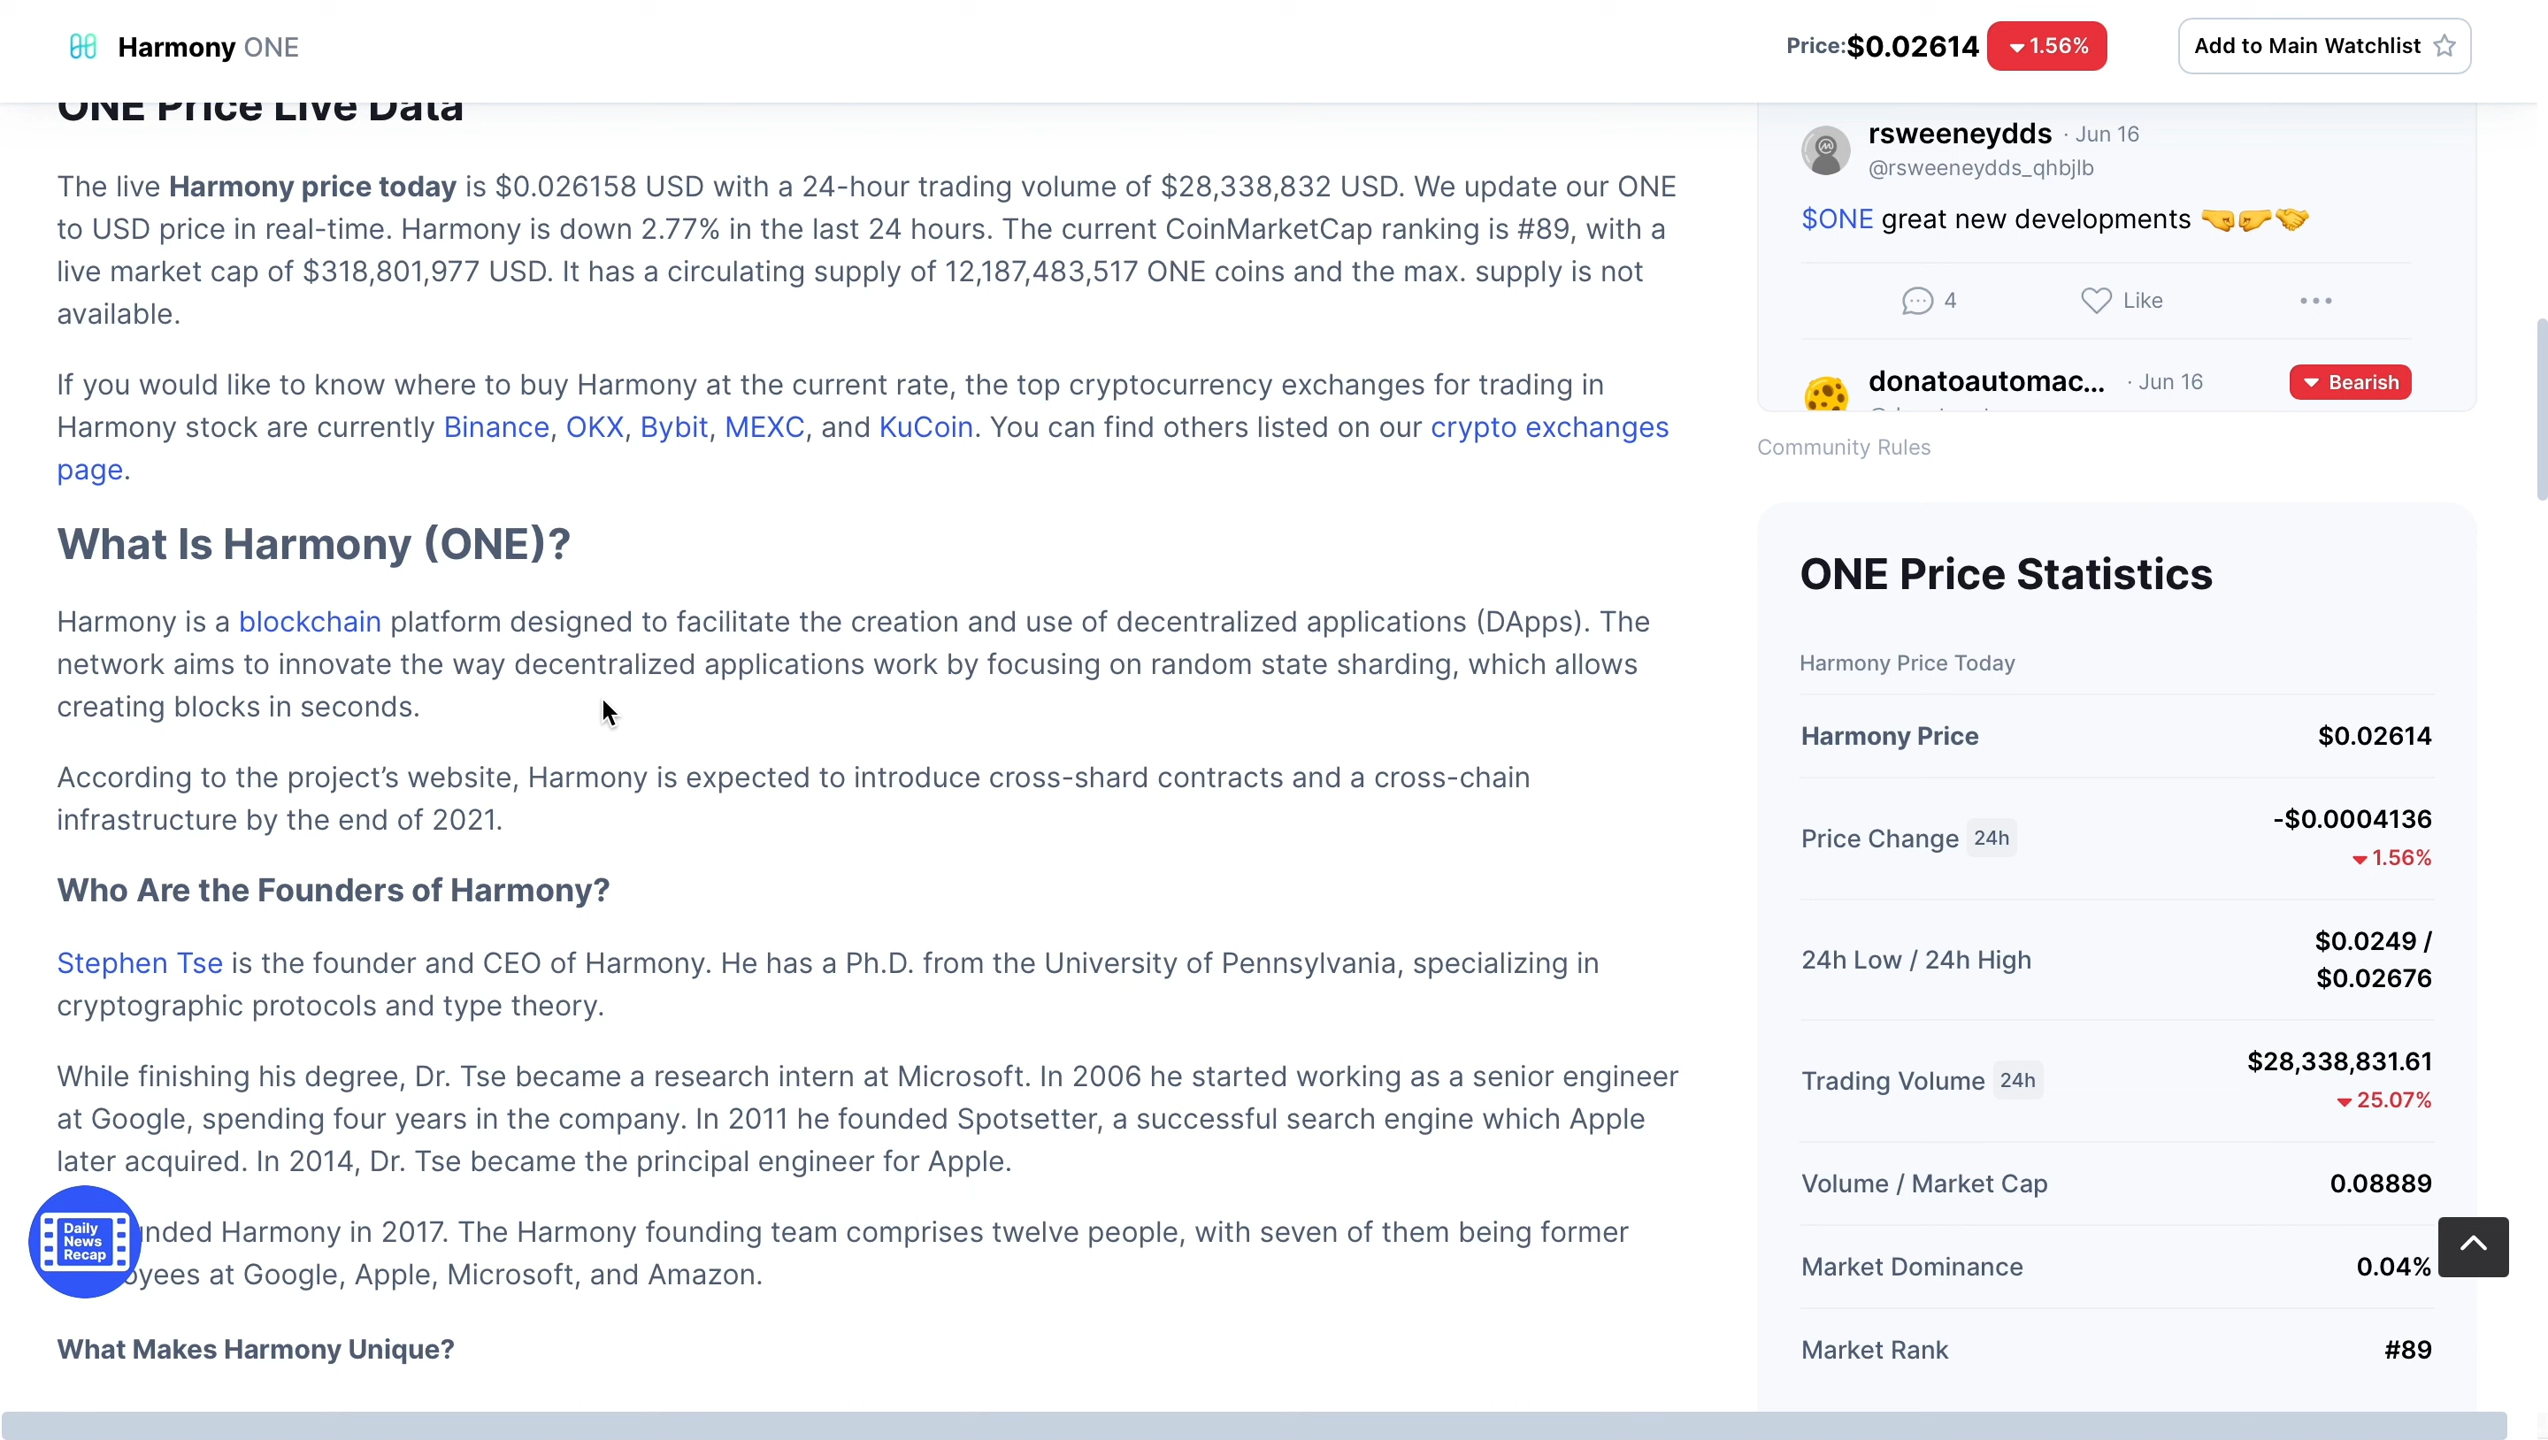 Harmony ONE
Price:$0.02614 1.56%
Add to Main Watchlist
ONE Price Live Data
The live Harmony price today is $0.026158 USD with a 24-hour trading volume of $28,338,832 USD. We update our ONE
to USD price in real-time. Harmony is down 2.77% in the last 24 hours. The current CoinMarketCap ranking is #89, with a
live market cap of $318,801,977 USD. It has a circulating supply of 12,187,483,517 ONE coins and the max. supply is not
available.
If you would like to know where to buy Harmony at the current rate, the top cryptocurrency exchanges for trading in
Harmony stock are currently Binance, OKX, Bybit, MEXC, and KuCoin. You can find others listed on our crypto exchanges
page.
What Is Harmony (ONE)?
Harmony is a blockchain platform designed to facilitate the creation and use of decentralized applications (DApps). The
network aims to innovate the way decentralized applications work by focusing on random state sharding, which allows
creating blocks in seconds.
According to the project’s website, Harmony is expected to introduce cross-shard contracts and a cross-chain
infrastructure by the end of 2021.
Who Are the Founders of Harmony?
Stephen Tse is the founder and CEO of Harmony. He has a Ph.D. from the University of Pennsylvania, specializing in
cryptographic protocols and type theory.
While finishing his degree, Dr. Tse became a research intern at Microsoft. In 2006 he started working as a senior engineer
at Google, spending four years in the company. In 2011 he founded Spotsetter, a successful search engine which Apple
later acquired. In 2014, Dr. Tse became the principal engineer for Apple.
Harmony in 2017. The Harmony founding team comprises twelve people, with seven of them being former
at Google, Apple, Microsoft, and Amazon.
Daily
News
Recap
What Makes Harmony Unique?
rsweeneydds · Jun 16
@rsweeneydds_qhbjlb
$ONE great new developments 🤜🤛🤝
4 Like
donatoautomac... · Jun 16 Bearish
Community Rules
ONE Price Statistics
Harmony Price Today
Harmony Price $0.02614
Price Change 24h -$0.0004136
1.56%
24h Low / 24h High $0.0249 /
$0.02676
Trading Volume 24h $28,338,831.61
25.07%
Volume / Market Cap 0.08889
Market Dominance 0.04%
Market Rank #89